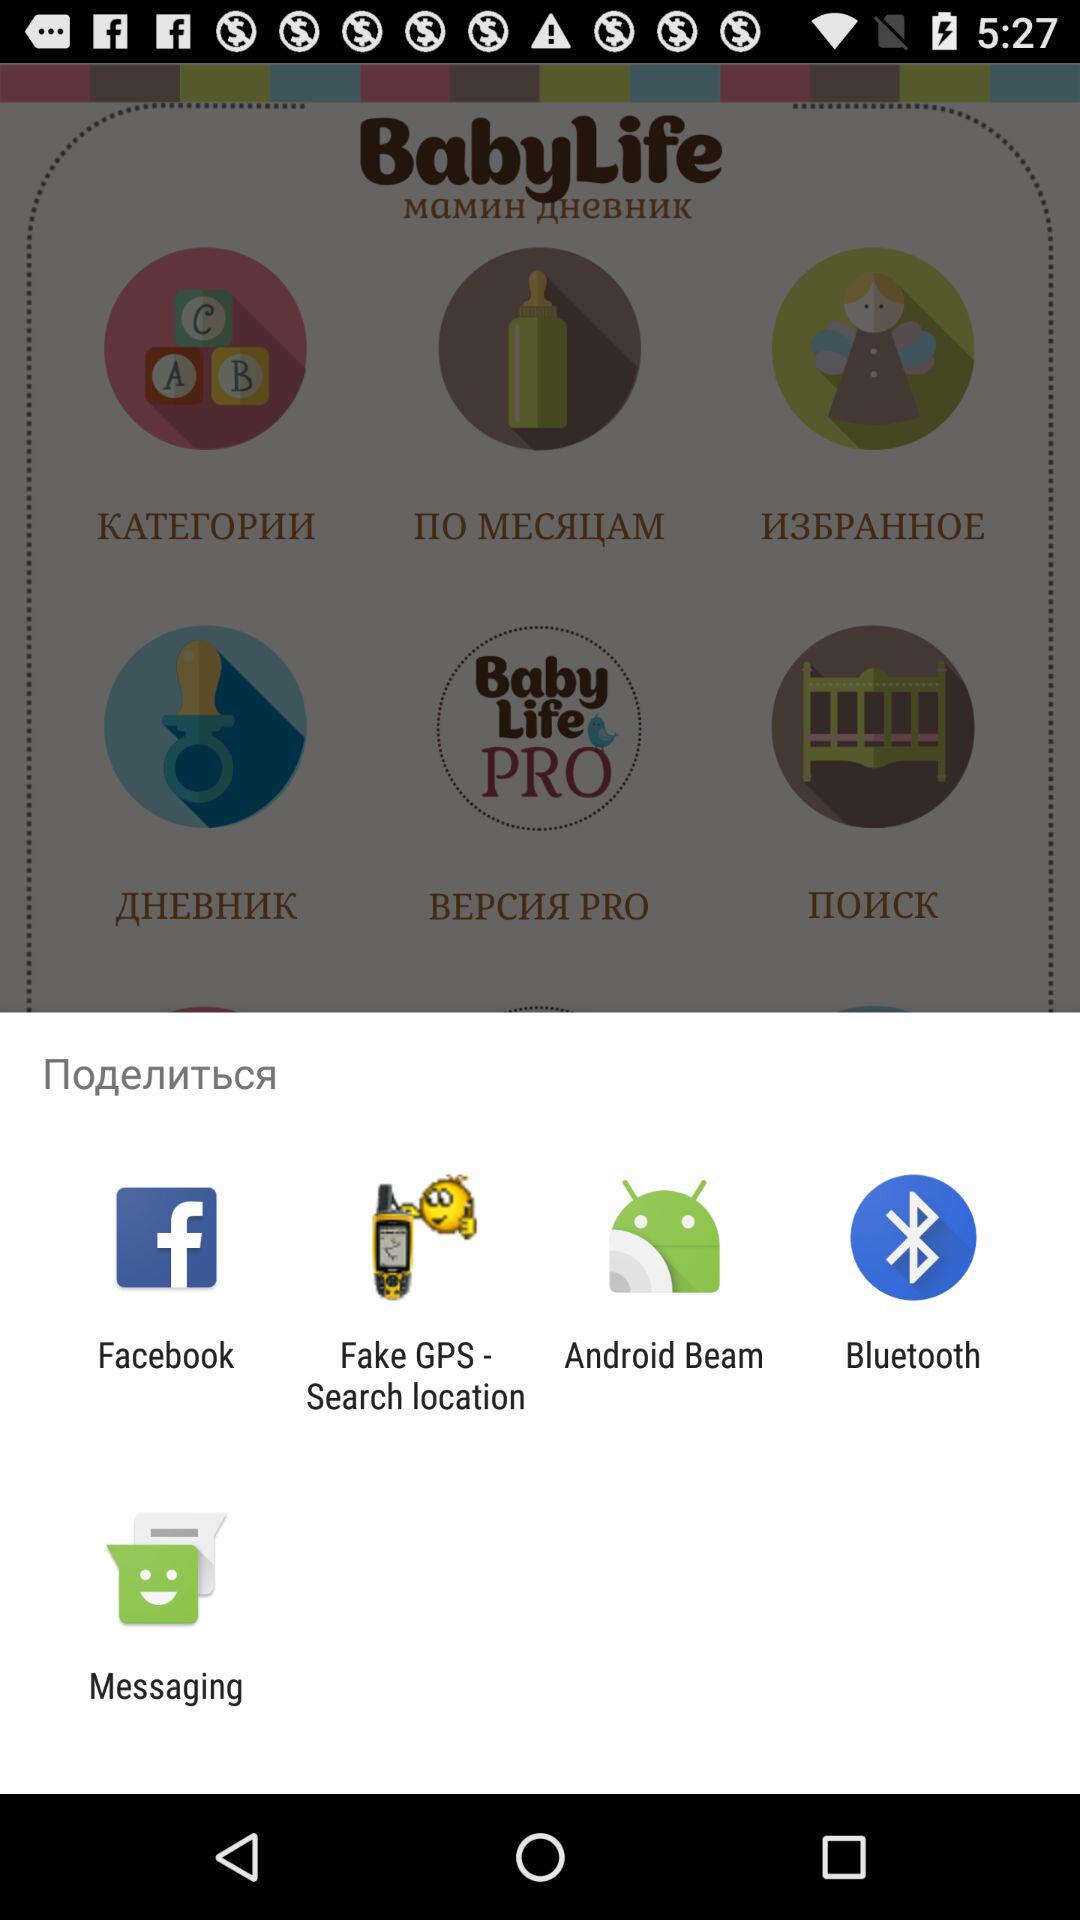 5:27
BabyLife
мамин дневник
C
A B
КАТЕГОРИИ ПО МЕСЯЦАМ ИЗБРАННОЕ
Baby
Life
PRO
ДНЕВНИК ВЕРСИЯ PRO ПОИСК
Поделиться
Facebook Fake GPS - Android Beam Bluetooth
Search location
Messaging